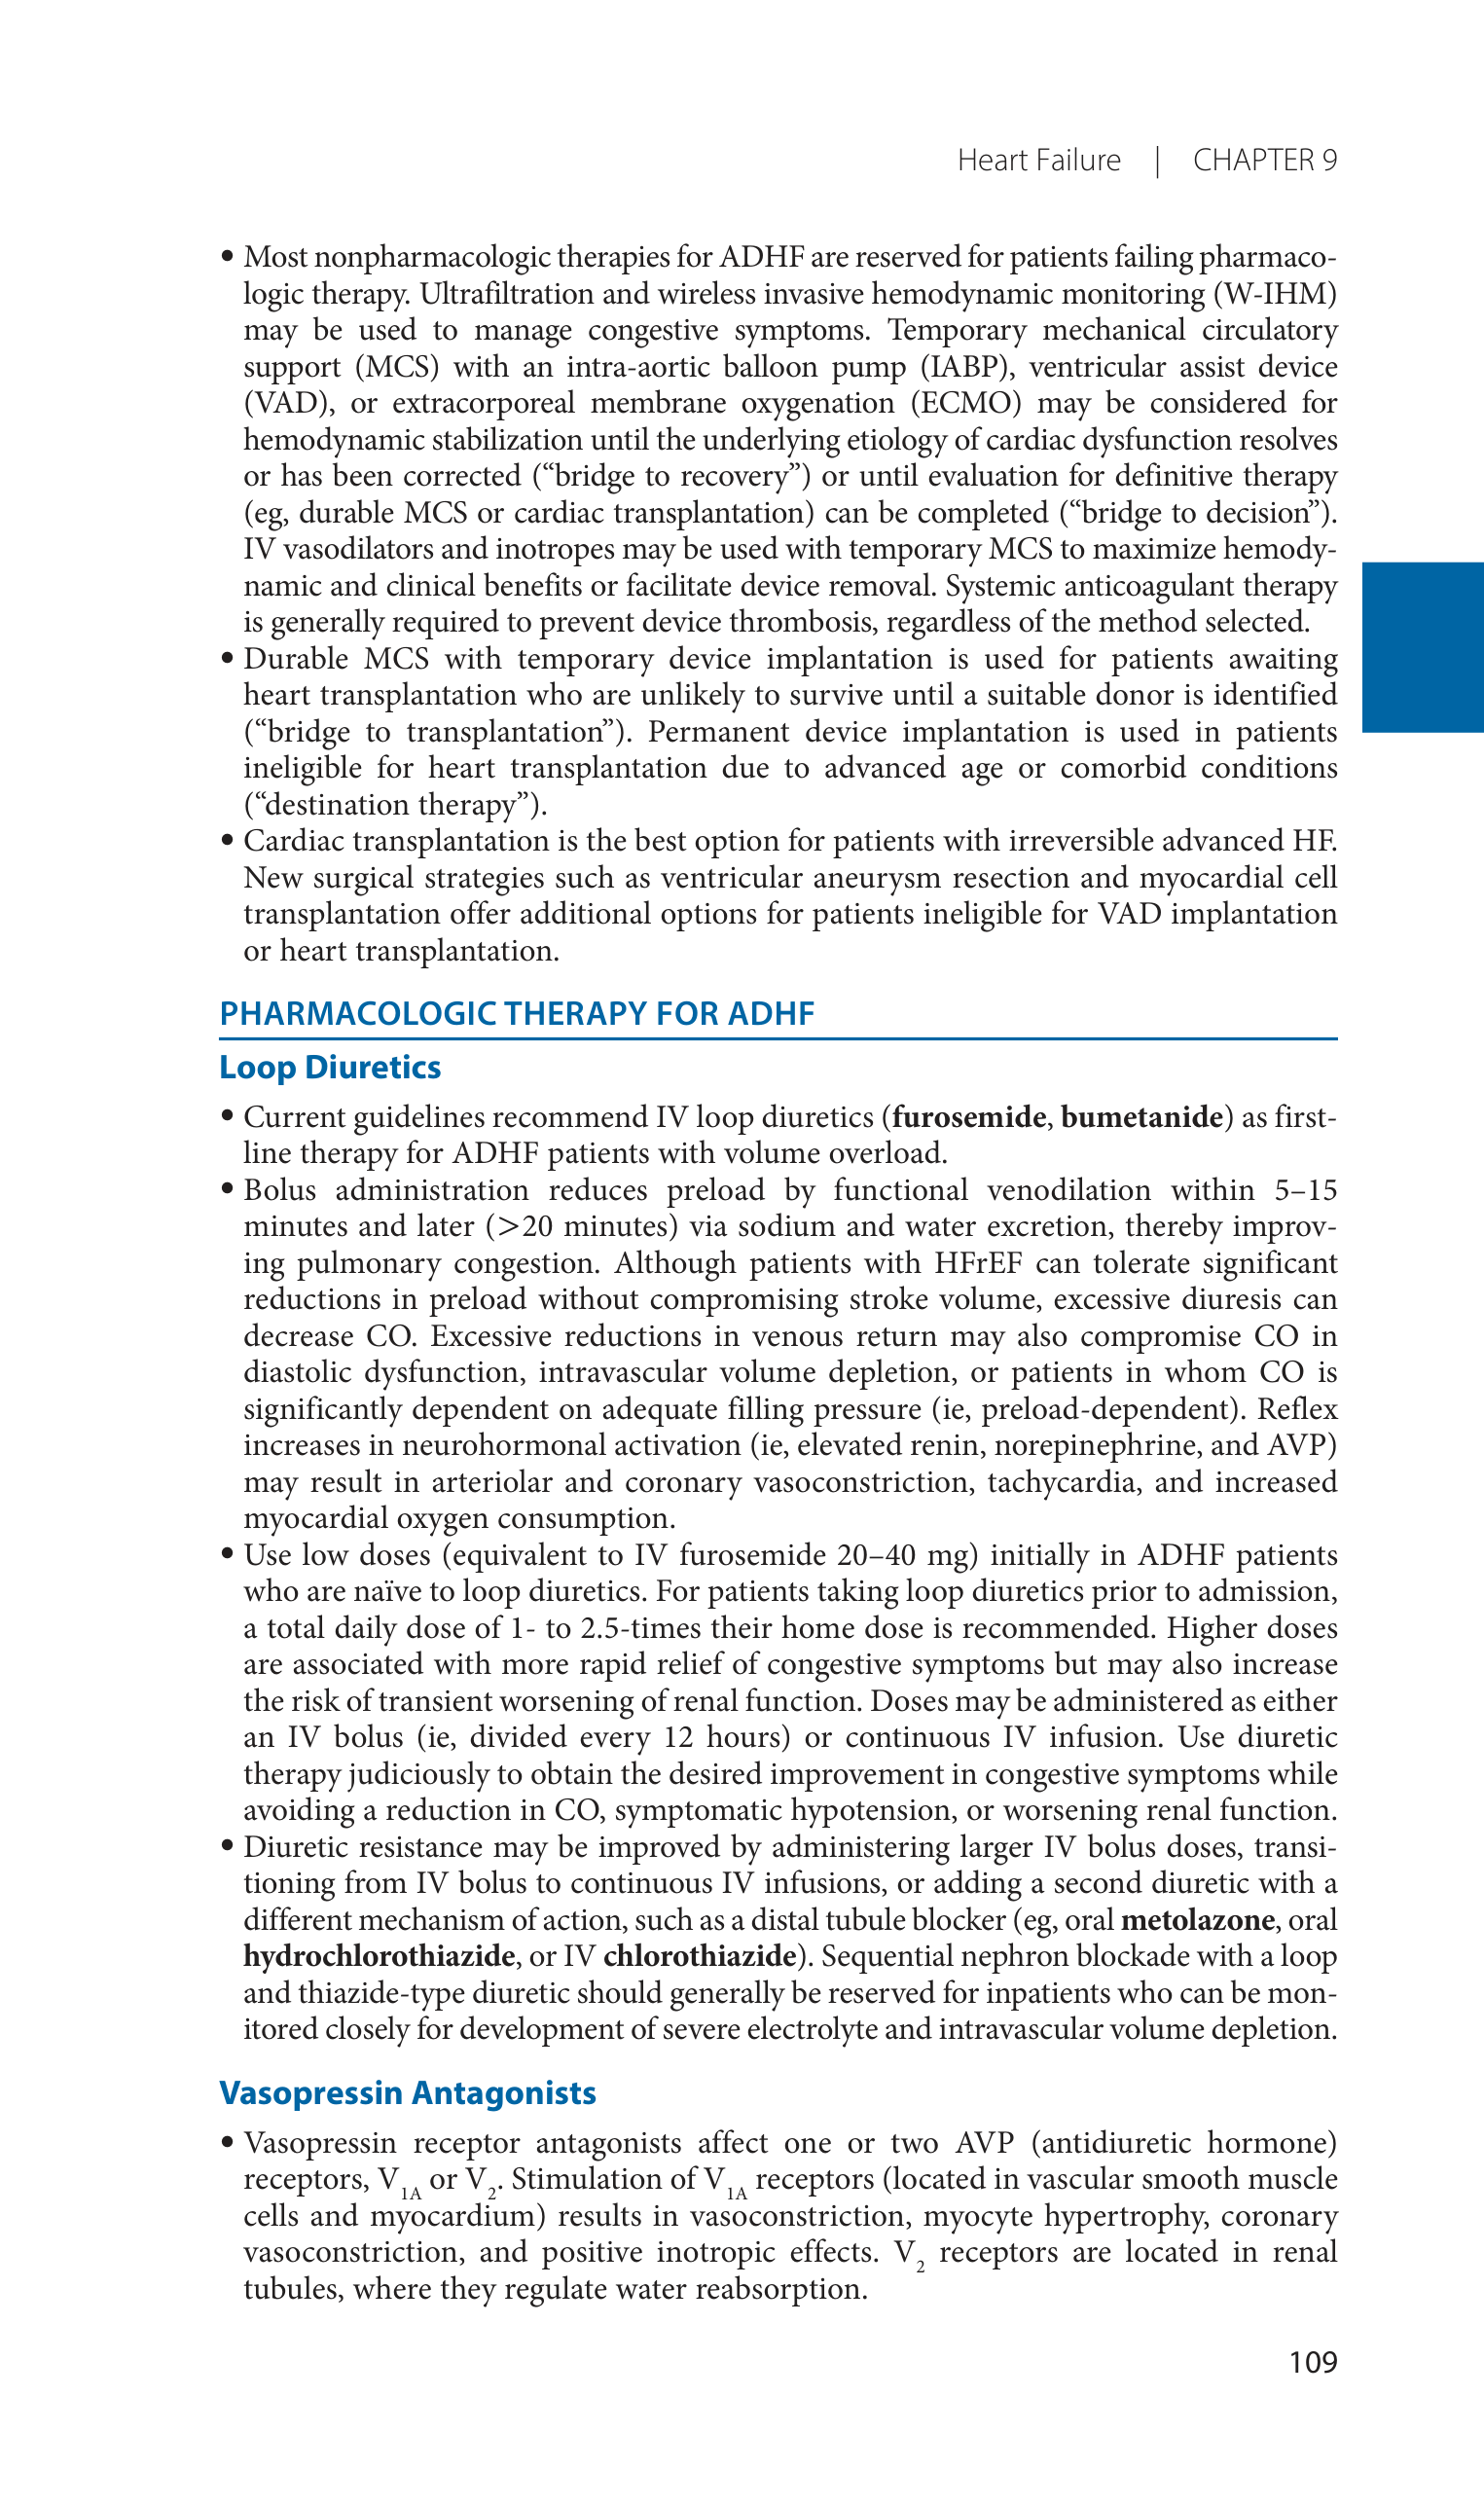 Heart Failure | CHAPTER 9
• Most nonpharmacologic therapies for ADHF are reserved for patients failing pharmaco-
logic therapy. Ultrafiltration and wireless invasive hemodynamic monitoring (W-IHM)
may be used to manage congestive symptoms. Temporary mechanical circulatory
support (MCS) with an intra-aortic balloon pump (IABP), ventricular assist device
(VAD), or extracorporeal membrane oxygenation (ECMO) may be considered for
hemodynamic stabilization until the underlying etiology of cardiac dysfunction resolves
or has been corrected (“bridge to recovery”) or until evaluation for definitive therapy
(eg, durable MCS or cardiac transplantation) can be completed (“bridge to decision”).
IV vasodilators and inotropes may be used with temporary MCS to maximize hemody-
namic and clinical benefits or facilitate device removal. Systemic anticoagulant therapy
is generally required to prevent device thrombosis, regardless of the method selected.
• Durable MCS with temporary device implantation is used for patients awaiting
heart transplantation who are unlikely to survive until a suitable donor is identified
(“bridge to transplantation”). Permanent device implantation is used in patients
ineligible for heart transplantation due to advanced age or comorbid conditions
(“destination therapy”).
• Cardiac transplantation is the best option for patients with irreversible advanced HF.
New surgical strategies such as ventricular aneurysm resection and myocardial cell
transplantation offer additional options for patients ineligible for VAD implantation
or heart transplantation.
PHARMACOLOGIC THERAPY FOR ADHF
Loop Diuretics
• Current guidelines recommend IV loop diuretics (furosemide, bumetanide) as first-
line therapy for ADHF patients with volume overload.
• Bolus administration reduces preload by functional venodilation within 5–15
minutes and later (>20 minutes) via sodium and water excretion, thereby improv-
ing pulmonary congestion. Although patients with HFrEF can tolerate significant
reductions in preload without compromising stroke volume, excessive diuresis can
decrease CO. Excessive reductions in venous return may also compromise CO in
diastolic dysfunction, intravascular volume depletion, or patients in whom CO is
significantly dependent on adequate filling pressure (ie, preload-dependent). Reflex
increases in neurohormonal activation (ie, elevated renin, norepinephrine, and AVP)
may result in arteriolar and coronary vasoconstriction, tachycardia, and increased
myocardial oxygen consumption.
• Use low doses (equivalent to IV furosemide 20–40 mg) initially in ADHF patients
who are naïve to loop diuretics. For patients taking loop diuretics prior to admission,
a total daily dose of 1- to 2.5-times their home dose is recommended. Higher doses
are associated with more rapid relief of congestive symptoms but may also increase
the risk of transient worsening of renal function. Doses may be administered as either
an IV bolus (ie, divided every 12 hours) or continuous IV infusion. Use diuretic
therapy judiciously to obtain the desired improvement in congestive symptoms while
avoiding a reduction in CO, symptomatic hypotension, or worsening renal function.
• Diuretic resistance may be improved by administering larger IV bolus doses, transi-
tioning from IV bolus to continuous IV infusions, or adding a second diuretic with a
different mechanism of action, such as a distal tubule blocker (eg, oral metolazone, oral
hydrochlorothiazide, or IV chlorothiazide). Sequential nephron blockade with a loop
and thiazide-type diuretic should generally be reserved for inpatients who can be mon-
itored closely for development of severe electrolyte and intravascular volume depletion.
Vasopressin Antagonists
• Vasopressin receptor antagonists affect one or two AVP (antidiuretic hormone)
receptors, V1A or V2. Stimulation of V1A receptors (located in vascular smooth muscle
cells and myocardium) results in vasoconstriction, myocyte hypertrophy, coronary
vasoconstriction, and positive inotropic effects. V2 receptors are located in renal
tubules, where they regulate water reabsorption.
109